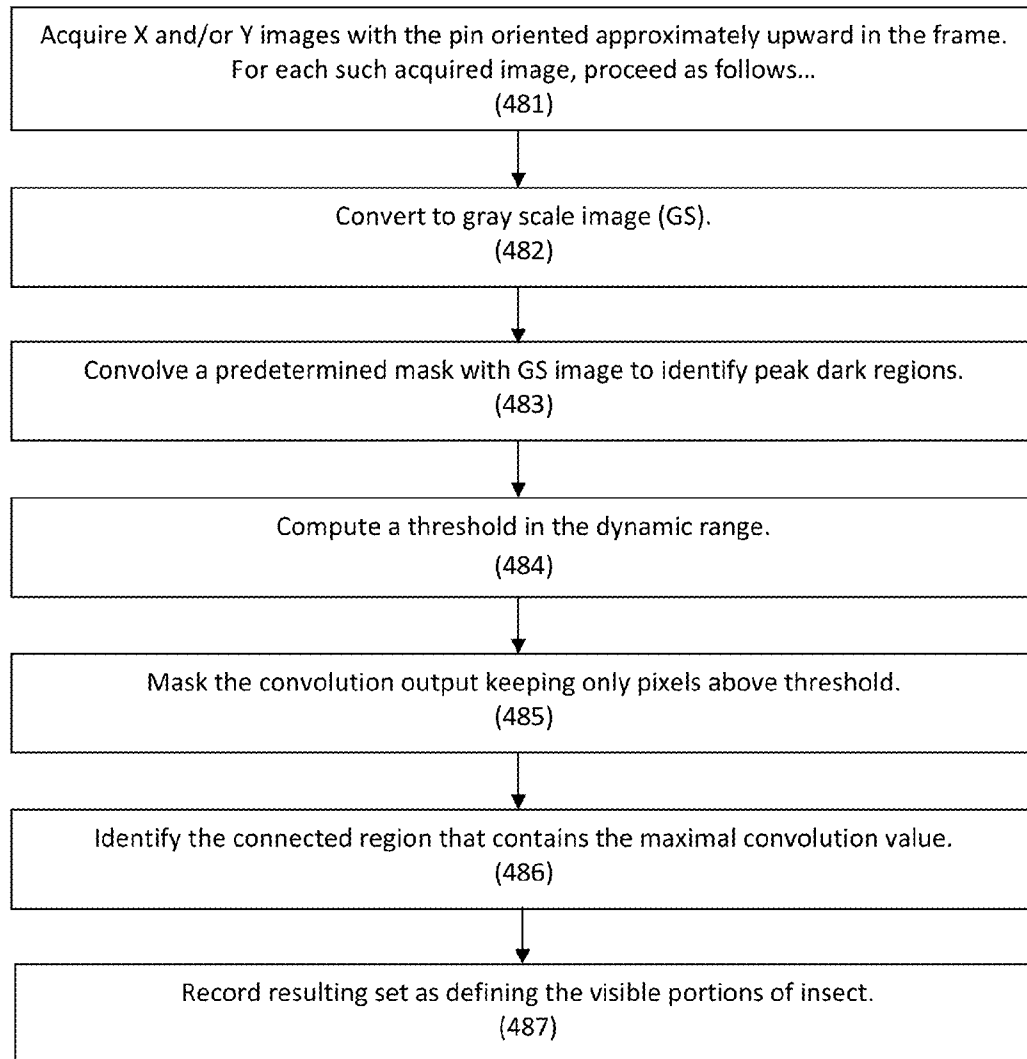 Acquire X and/or Y images with the pin oriented approximately upward in the frame.
For each such acquired image, proceed as follows...
(481)
Convert to gray scale image (GS).
(482)
Convolve a predetermined mask with GS image to identify peak dark regions.
(483)
Compute a threshold in the dynamic range.
(484)
Mask the convolution output keeping only pixels above threshold.
(485)
Identify the connected region that contains the maximal convolution value.
(486)
Record resulting set as defining the visible portions of insect.
(487)